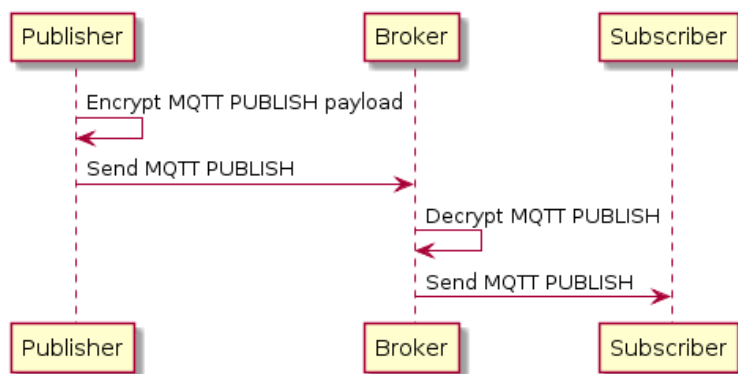 Publisher Broker Subscriber
Encrypt MQTT PUBLISH payload
Send MQTT PUBLISH
Decrypt MQTT PUBLISH
Send MQTT PUBLISH
Publisher Broker Subscriber